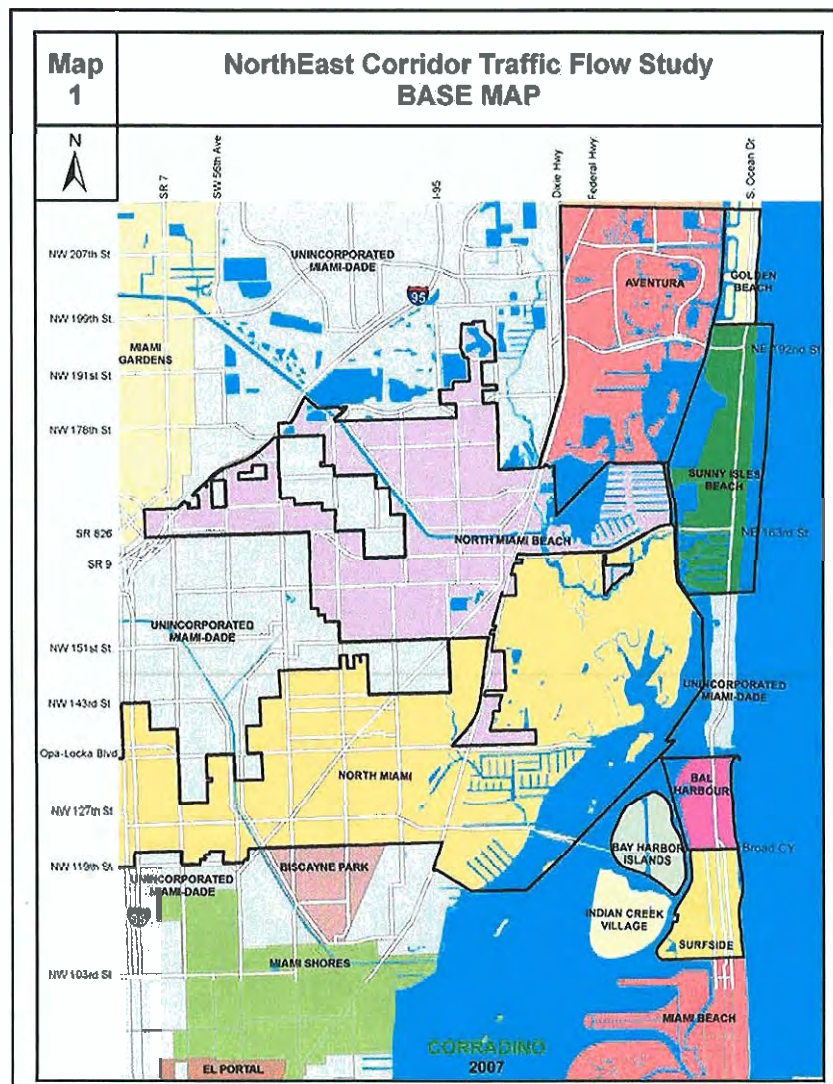 Map
1
NorthEast Corridor Traffic Flow Study
BASE MAP
N
SR 7
SW 56th Ave
I-95
Dixie Hwy
Federal Hwy.
S. Ocean Dr
NW 207th St
NW 199th St
NW 191st St
NW 178th St
SR 826
SR 9
NW 151st St
NW 143rd St
Opa-Locka Blvd
NW 127th St
NW 119th St
NW 103rd St
UNINCORPORATED
MIAMI-DADE
95
AVENTURA
GOLDEN
BEACH
MIAMI
GARDENS
NE 192nd St
SUNNY ISLES
BEACH
NE 163rd St
NORTH MIAMI BEACH
UNINCORPORATED
MIAMI-DADE
UNINCORPORATED
MIAMI-DADE
NORTH MIAMI
BAL
HARBOUR
BAY HARBOR
ISLANDS
Broad CY
BISCAYNE PARK
UNINCORPORATED
MIAMI-DADE
95
INDIAN CREEK
VILLAGE
SURFSIDE
MIAMI SHORES
MIAMI BEACH
EL PORTAL
CORRADINO
2007